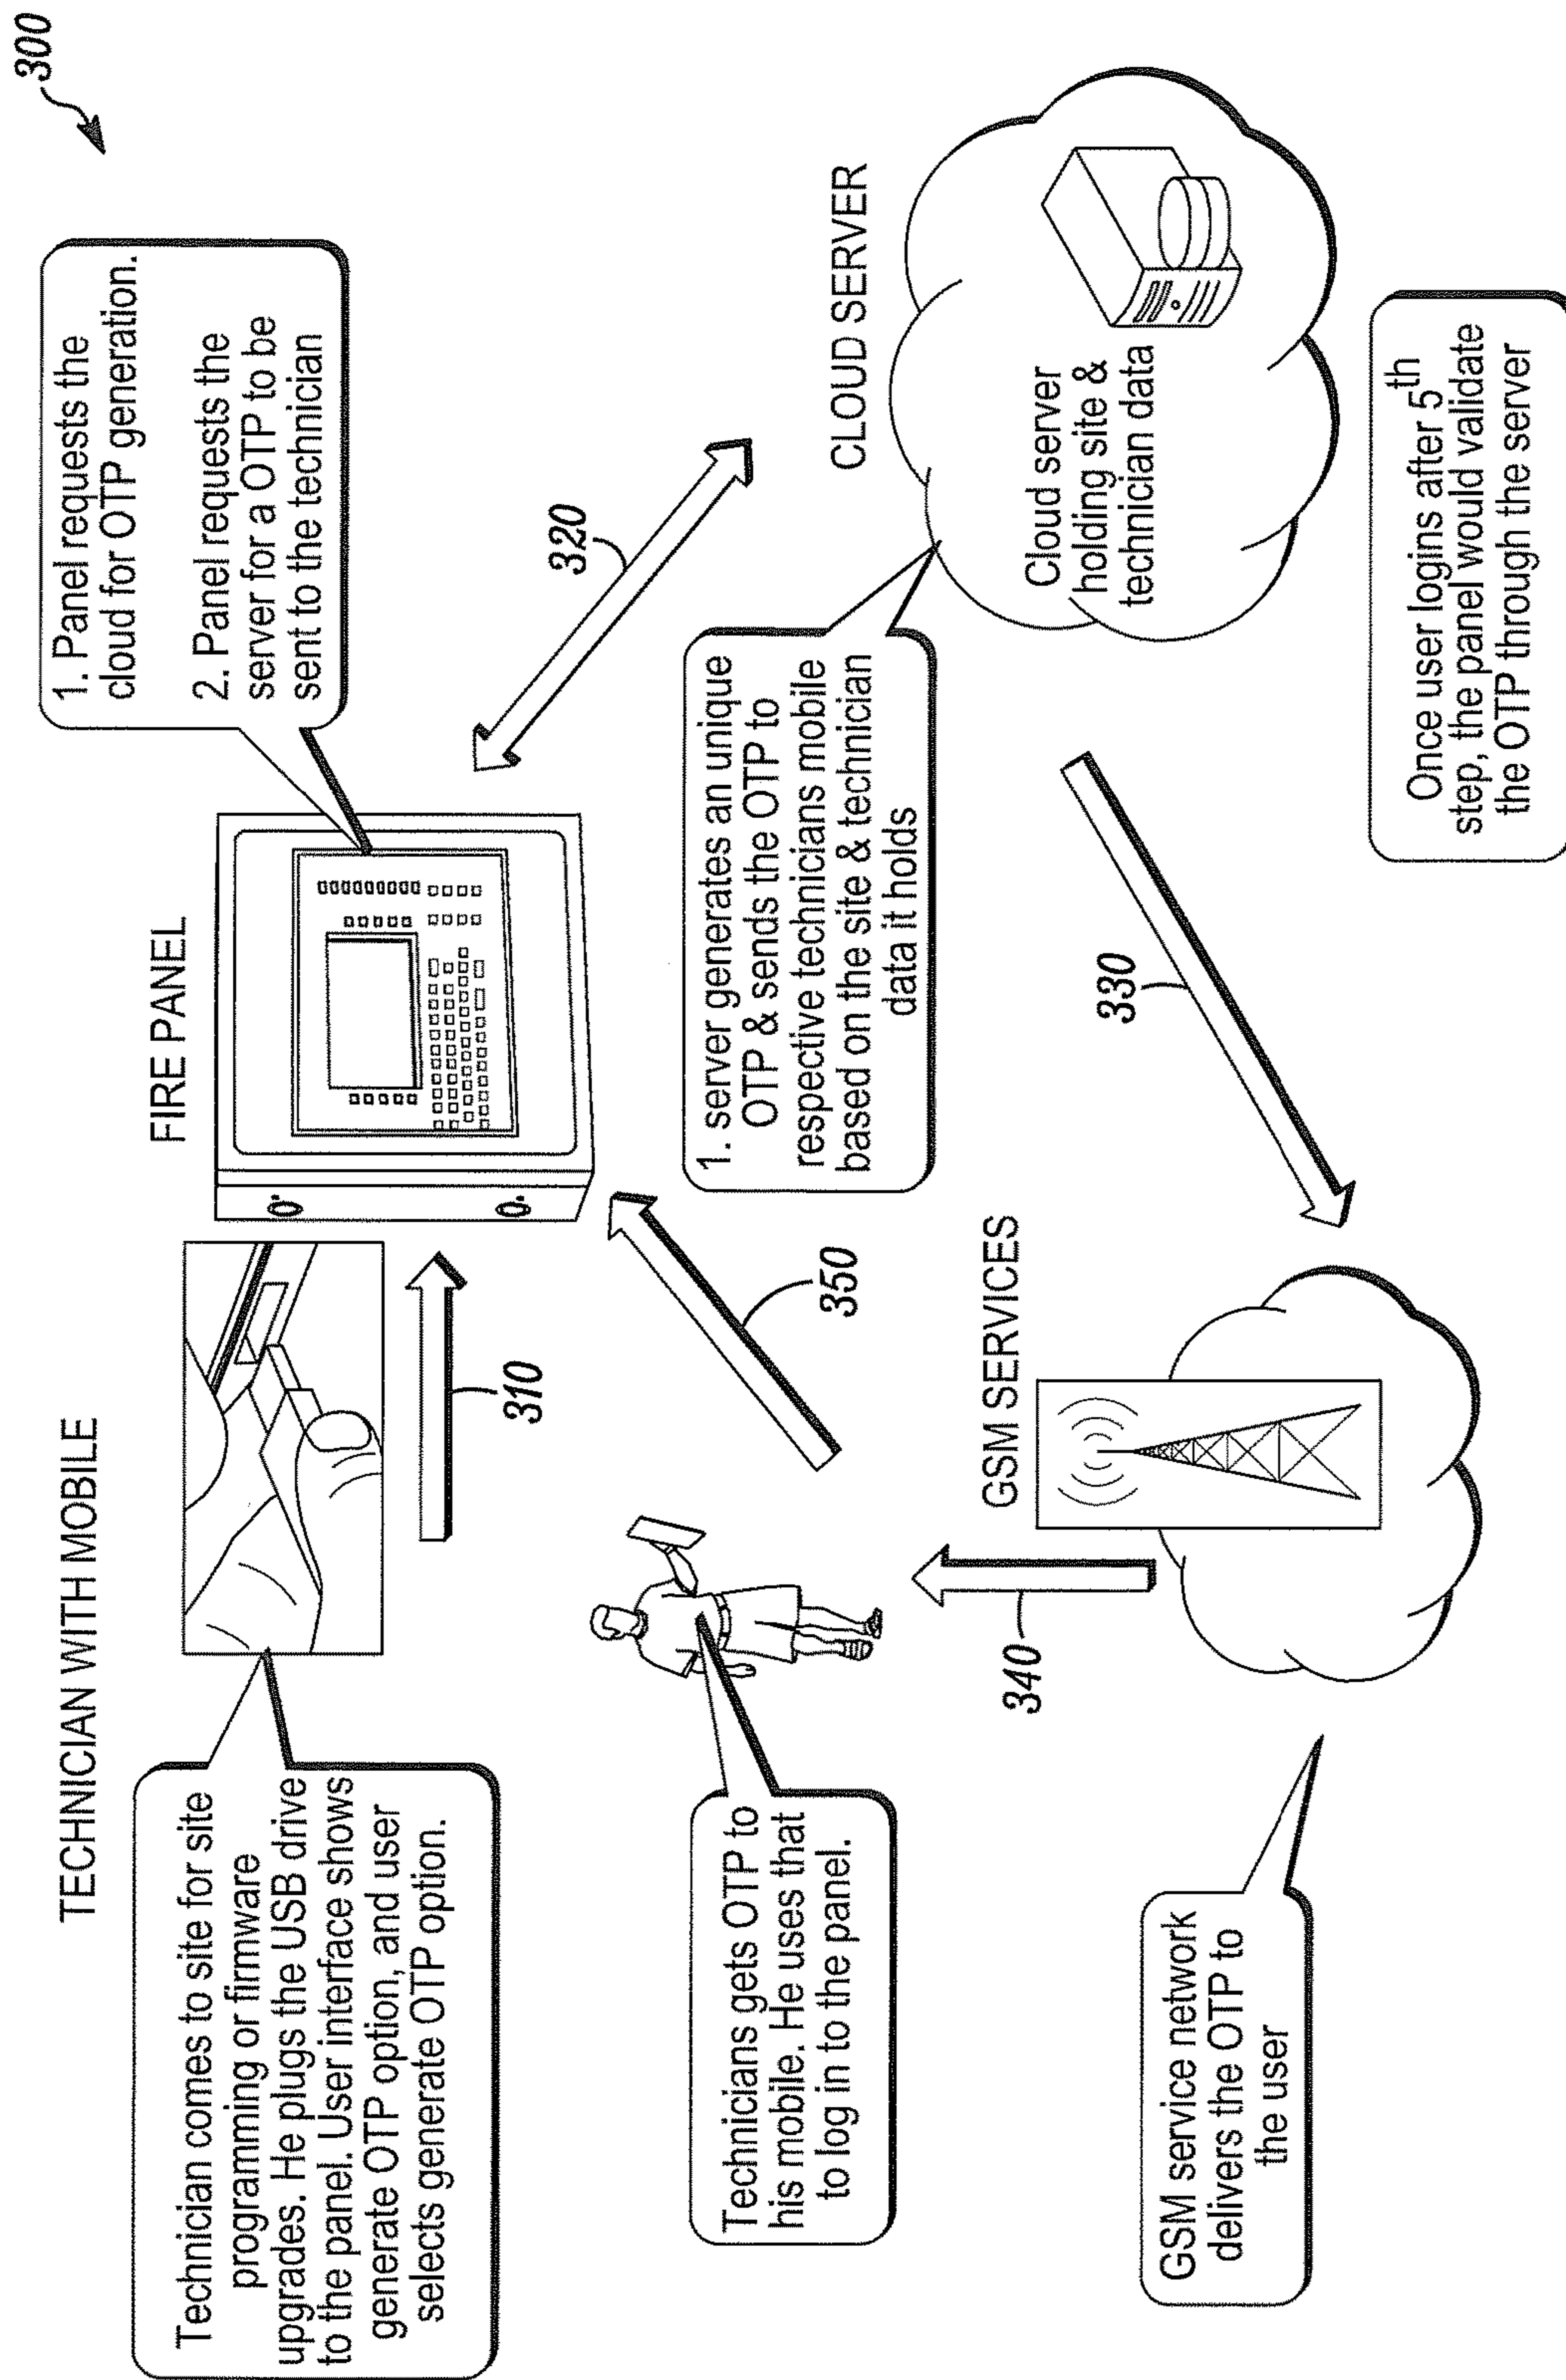 300
TECHNICIAN WITH MOBILE
Technician comes to site for site
programming or firmware
upgrades. He plugs the USB drive
to the panel. User interface shows
generate OTP option, and user
selects generate OTP option.
310
FIRE PANEL
1. Panel requests the
cloud for OTP generation.
2. Panel requests the
server for a OTP to be
sent to the technician
320
Technicians gets OTP to
his mobile. He uses that
to log in to the panel.
350
1. server generates an unique
OTP & sends the OTP to
respective technicians mobile
based on the site & technician
data it holds
CLOUD SERVER
Cloud server
holding site &
technician data
340
GSM SERVICES
330
GSM service network
delivers the OTP to
the user
Once user logins after 5th
step, the panel would validate
the OTP through the server